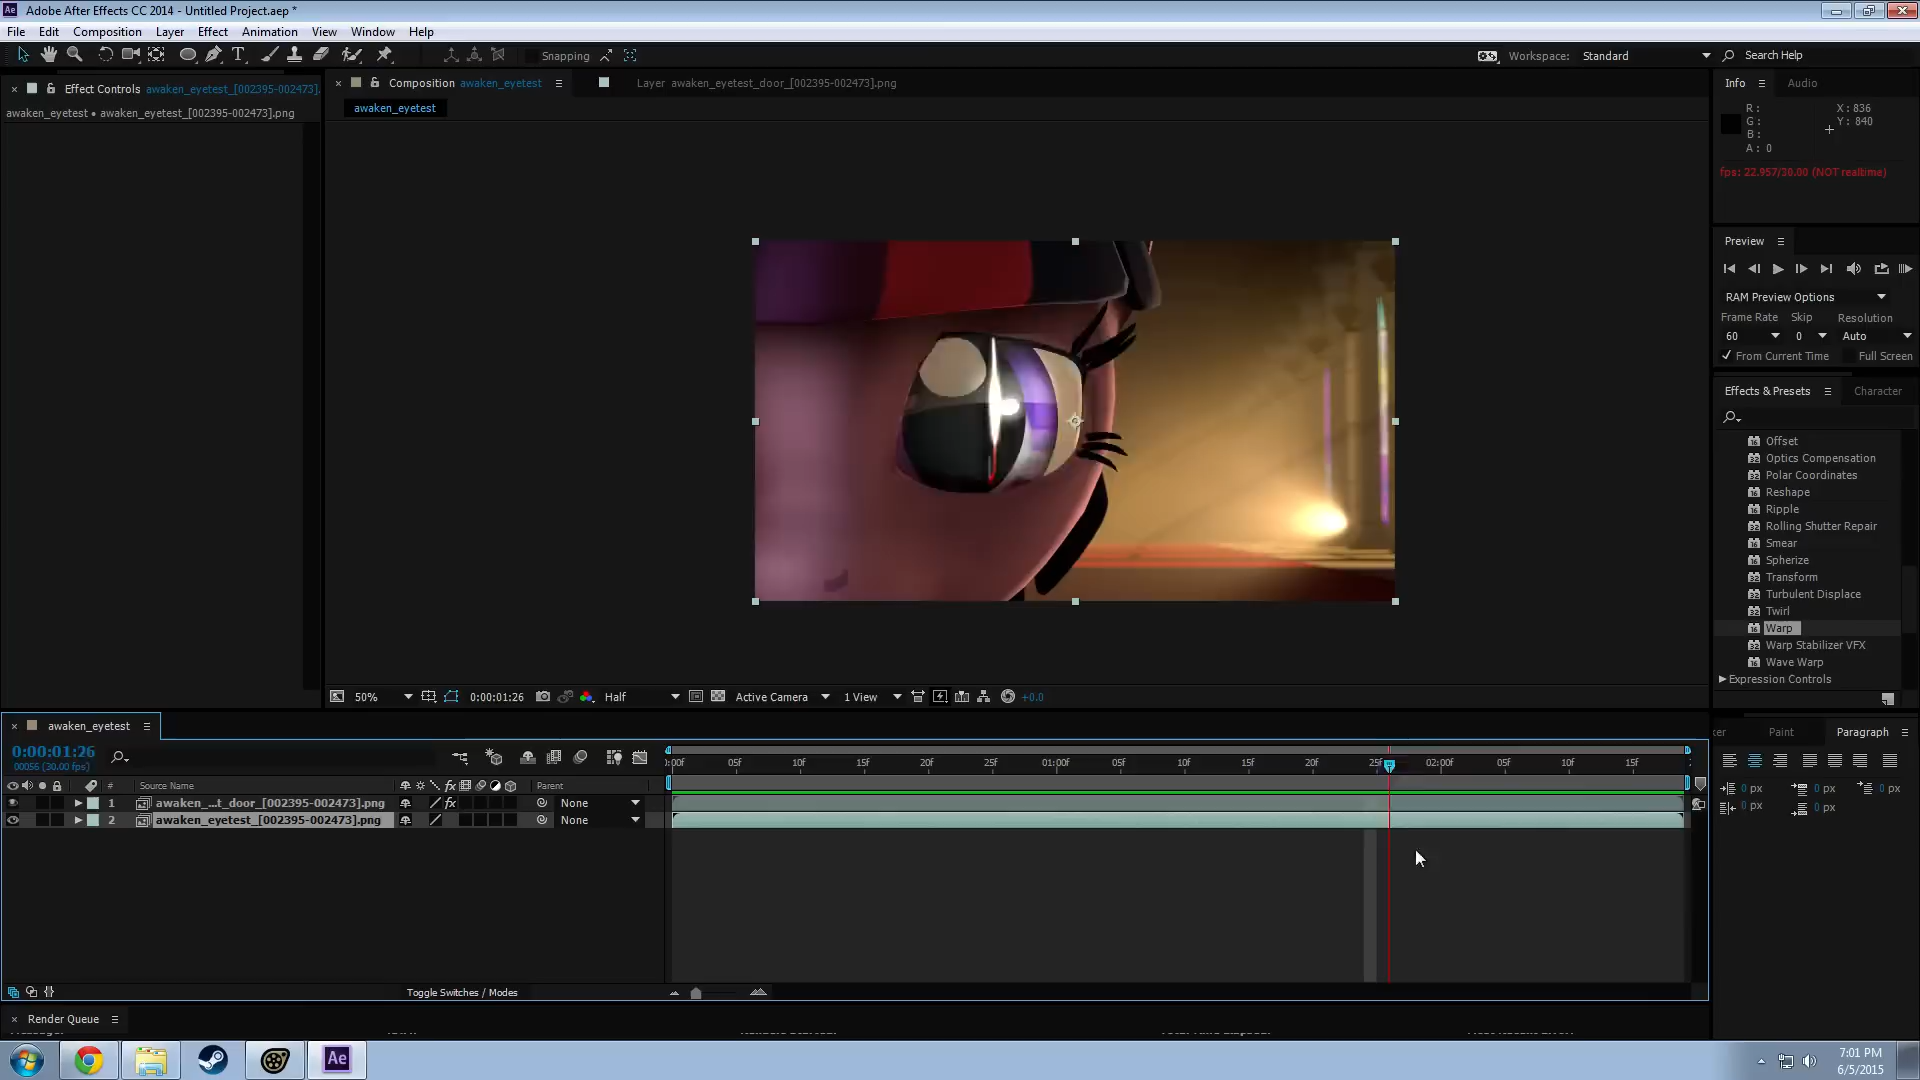 Adobe After Effects CC 2014 - Untitled Project.aep *
File Edit Composition Layer Effect Animation View Window Help
Snapping
Workspace: Standard
Search Help
Effect Controls awaken_eyetest_[002395-002473].
awaken_eyetest • awaken_eyetest_[002395-002473].png
Composition awaken_eyetest
Layer awaken_eyetest_door_[002395-002473].png
awaken_eyetest
Info Audio
R :
G :
B :
A : 0
X : 836
Y : 840
fps: 22.957/30.00 (NOT realtime)
Preview
RAM Preview Options
Frame Rate Skip Resolution
60 0 Auto
From Current Time Full Screen
Effects & Presets Character
Offset
Optics Compensation
Polar Coordinates
Reshape
Ripple
Rolling Shutter Repair
Smear
Spherize
Transform
Turbulent Displace
Twirl
Warp
Warp Stabilizer VFX
Wave Warp
Expression Controls
50% 0:00:01:26 Half Active Camera 1 View +0.0
awaken_eyetest
0:00:01:26
00056 (30.00 fps)
# Source Name Parent
1 awaken_...t_door_[002395-002473].png None
2 awaken_eyetest_[002395-002473].png None
:00f 05f 10f 15f 20f 25f 01:00f 05f 10f 15f 20f 25f 02:00f 05f 10f 15f
Toggle Switches / Modes
ker Paint Paragraph
0 px 0 px 0 px
0 px 0 px
Render Queue
Ae
7:01 PM
6/5/2015